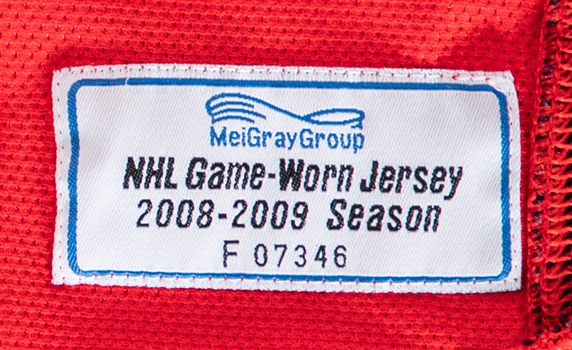 MeiGrayGroup
NHL Game-Worn Jersey
2008-2009 Season
F 07346